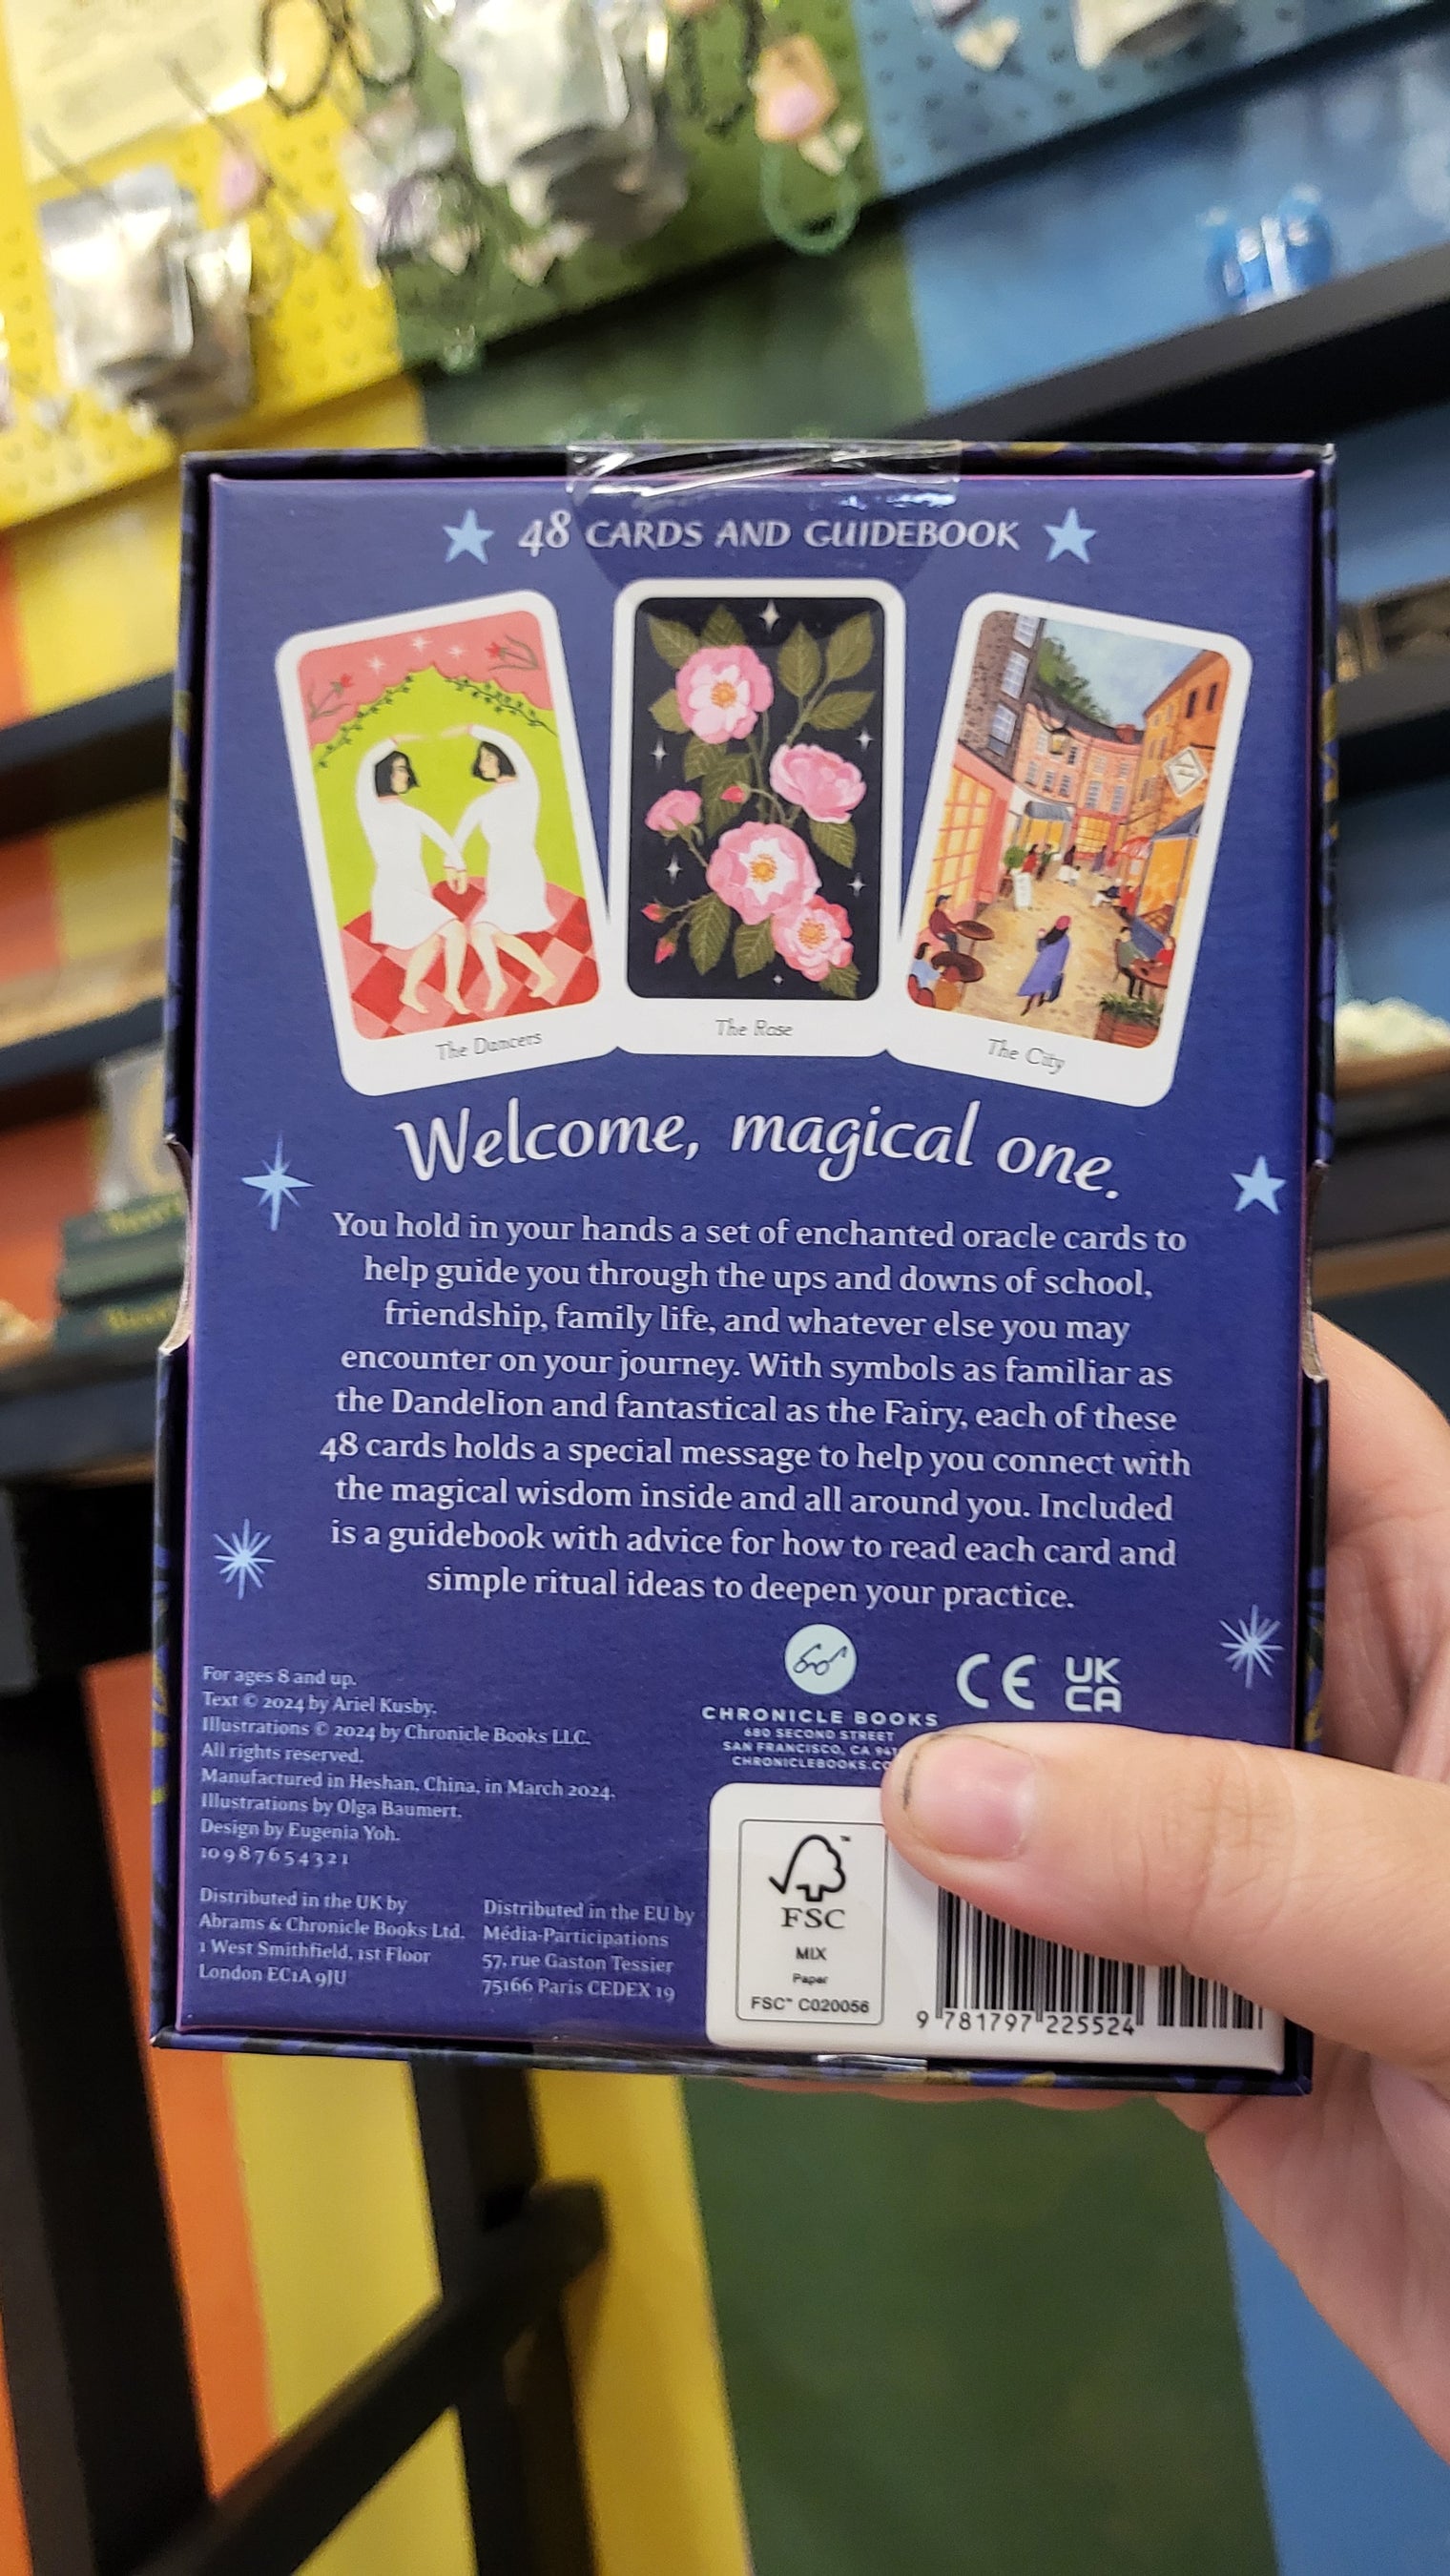 48 CARDS AND GUIDEBOOK
The Dancers
The Rose
The City
Welcome, magical one.
You hold in your hands a set of enchanted oracle cards to
help guide you through the ups and downs of school,
friendship, family life, and whatever else you may
encounter on your journey. With symbols as familiar as
the Dandelion and fantastical as the Fairy, each of these
48 cards holds a special message to help you connect with
the magical wisdom inside and all around you. Included
is a guidebook with advice for how to read each card and
simple ritual ideas to deepen your practice.
For ages 8 and up.
Text © 2024 by Ariel Kusby.
Illustrations © 2024 by Chronicle Books LLC.
All rights reserved.
Manufactured in Heshan, China, in March 2024.
Illustrations by Olga Baumert.
Design by Eugenia Yoh.
10 9 8 7 6 5 4 3 2 1
Distributed in the UK by
Abrams & Chronicle Books Ltd.
1 West Smithfield, 1st Floor
London EC1A 9JU
Distributed in the EU by
Média-Participations
57, rue Gaston Tessier
75166 Paris CEDEX 19
CHRONICLE BOOKS
680 SECOND STREET
SAN FRANCISCO, CA
CHRONICLEBOOKS.CO
CE
UK
CA
FSC
MIX
Paper
FSC™ C020056
9 781797 225524